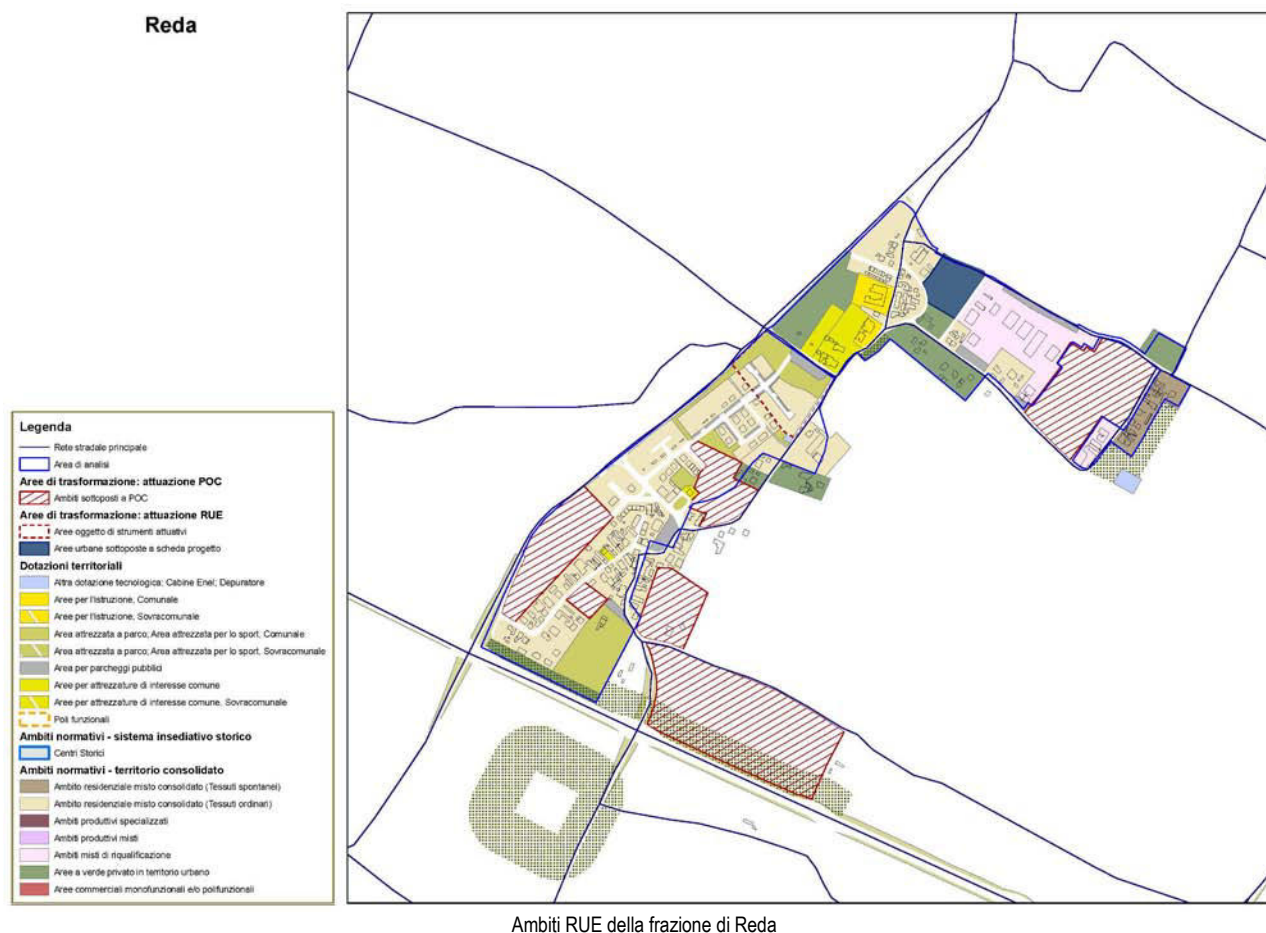 Reda
Legenda
Rete stradale principale
Area di analisi
Aree di trasformazione: attuazione POC
Ambiti sottoposti a POC
Aree di trasformazione: attuazione RUE
Aree oggetto di strumenti attuativi
Aree urbane sottoposte a scheda progetto
Dotazioni territoriali
Altra dotazione tecnologica; Cabine Enel; Depuratore
Aree per l'Istruzione, Comunale
Aree per l'Istruzione, Sovracomunale
Area attrezzata a parco; Area attrezzata per lo sport, Comunale
Area attrezzata a parco; Area attrezzata per lo sport, Sovracomunale
Area per parcheggi pubblici
Aree per attrezzature di interesse comune
Aree per attrezzature di interesse comune, Sovracomunale
Poli funzionali
Ambiti normativi - sistema insediativo storico
Centri Storici
Ambiti normativi - territorio consolidato
Ambito residenziale misto consolidato (Tessuti spontanei)
Ambito residenziale misto consolidato (Tessuti ordinari)
Ambiti produttivi specializzati
Ambiti produttivi misti
Ambiti misti di riqualificazione
Aree a verde privato in territorio urbano
Aree commerciali monofunzionali e/o polifunzionali
Ambiti RUE della frazione di Reda